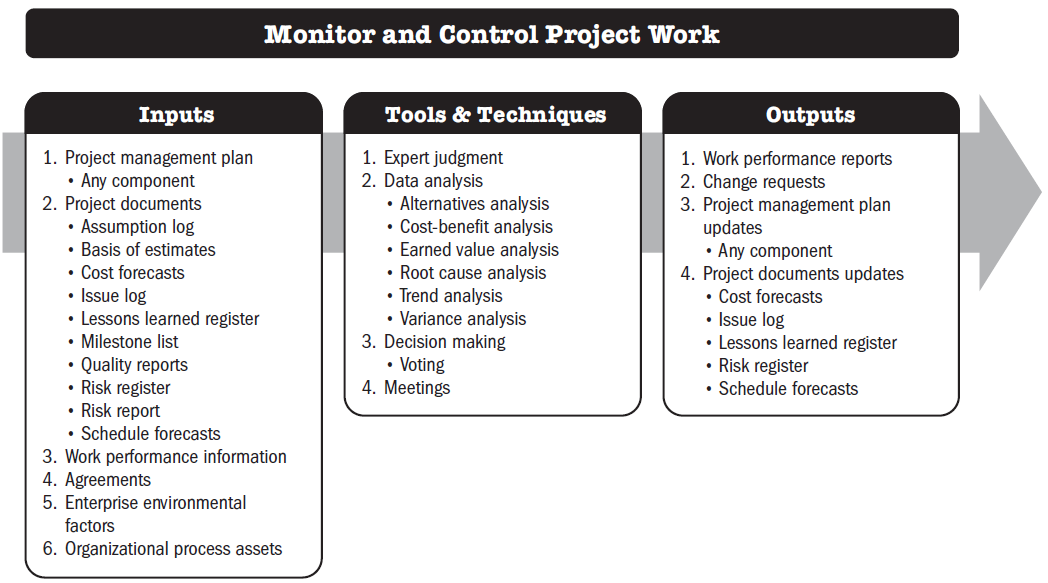 Monitor and Control Project Work
Inputs
1. Project management plan
• Any component
2. Project documents
• Assumption log
• Basis of estimates
• Cost forecasts
• Issue log
• Lessons learned register
• Milestone list
• Quality reports
• Risk register
• Risk report
• Schedule forecasts
3. Work performance information
4. Agreements
5. Enterprise environmental
factors
6. Organizational process assets
Tools & Techniques
1. Expert judgment
2. Data analysis
• Alternatives analysis
• Cost-benefit analysis
• Earned value analysis
• Root cause analysis
• Trend analysis
• Variance analysis
3. Decision making
• Voting
4. Meetings
Outputs
1. Work performance reports
2. Change requests
3. Project management plan
updates
• Any component
4. Project documents updates
• Cost forecasts
• Issue log
• Lessons learned register
• Risk register
• Schedule forecasts